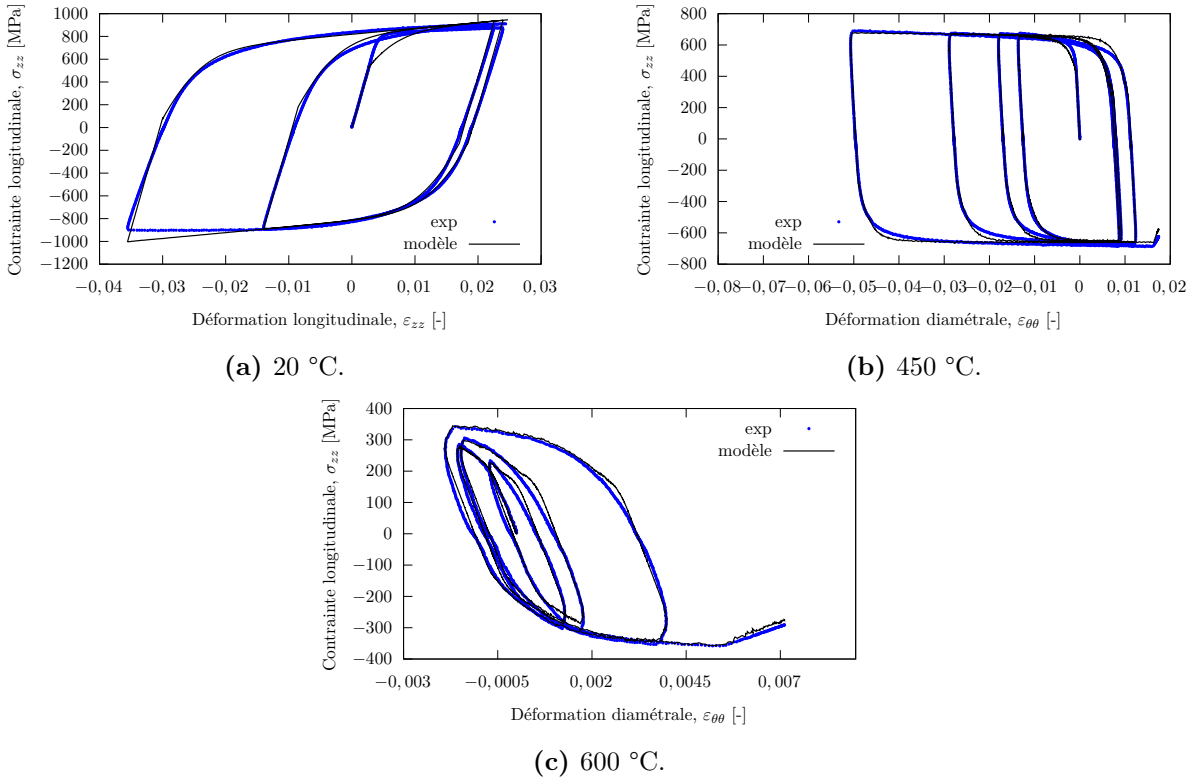 Contrainte longitudinale, σzz [MPa]
1000
800
600
400
200
0
−200
−400
−600
−800
−1000
−1200
−0,04 −0,03 −0,02 −0,01 0 0,01 0,02 0,03
exp
modèle
Déformation longitudinale, εzz [-]
(a) 20 °C.
Contrainte longitudinale, σzz [MPa]
800
600
400
200
0
−200
−400
−600
−800
−0,08−0,07−0,06−0,05−0,04−0,03−0,02−0,01 0 0,01 0,02
exp
modèle
Déformation diamétrale, εθθ [-]
(b) 450 °C.
Contrainte longitudinale, σzz [MPa]
400
300
200
100
0
−100
−200
−300
−400
−0,003 −0,0005 0,002 0,0045 0,007
exp
modèle
Déformation diamétrale, εθθ [-]
(c) 600 °C.